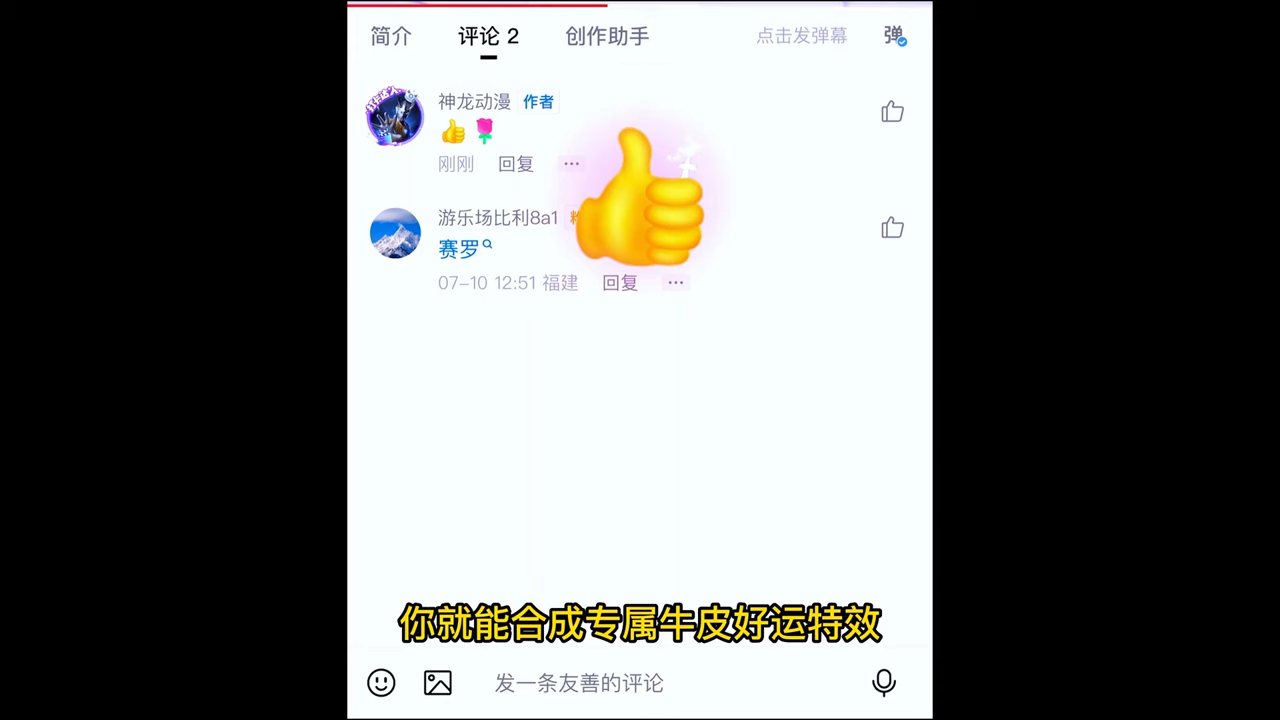 简介 评论 2 创作助手 点击发弹幕 弹
神龙动漫 作者
👍🌹
刚刚 回复 ···
游乐场比利8a1
赛罗
07-10 12:51 福建 回复 ···
你就能合成专属牛皮好运特效
发一条友善的评论